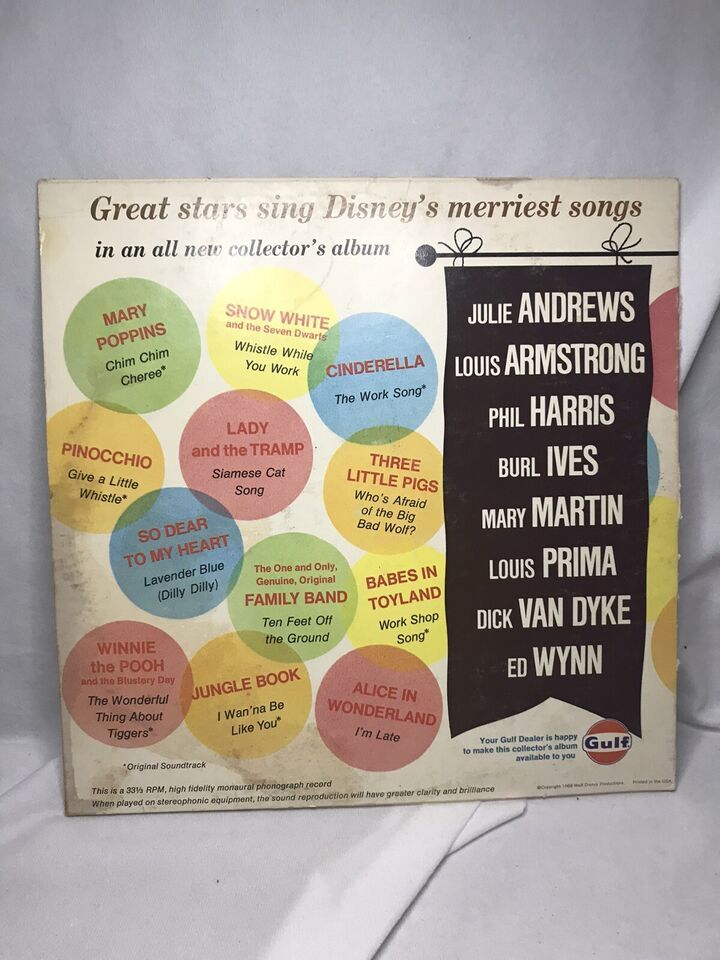 Great stars sing Disney's merriest songs
in an all new collector's album
MARY
POPPINS
Chim Chim
Cheree*
SNOW WHITE
and the Seven Dwarfs
Whistle While
You Work
CINDERELLA
The Work Song*
PINOCCHIO
Give a Little
Whistle*
LADY
and the TRAMP
Siamese Cat
Song
THREE
LITTLE PIGS
Who's Afraid
of the Big
Bad Wolf?
SO DEAR
TO MY HEART
Lavender Blue
(Dilly Dilly)
The One and Only,
Genuine, Original
FAMILY BAND
Ten Feet Off
the Ground
BABES IN
TOYLAND
Work Shop
Song*
WINNIE
the POOH
and the Blustery Day
The Wonderful
Thing About
Tiggers*
JUNGLE BOOK
I Wan'na Be
Like You*
ALICE IN
WONDERLAND
I'm Late
*Original Soundtrack
This is a 33⅓ RPM, high fidelity monaural phonograph record
When played on stereophonic equipment, the sound reproduction will have greater clarity and brilliance
JULIE ANDREWS
LOUIS ARMSTRONG
PHIL HARRIS
BURL IVES
MARY MARTIN
LOUIS PRIMA
DICK VAN DYKE
ED WYNN
Your Gulf Dealer is happy
to make this collector's album
available to you
Gulf
©Copyright 1968 Walt Disney Productions Printed in the USA